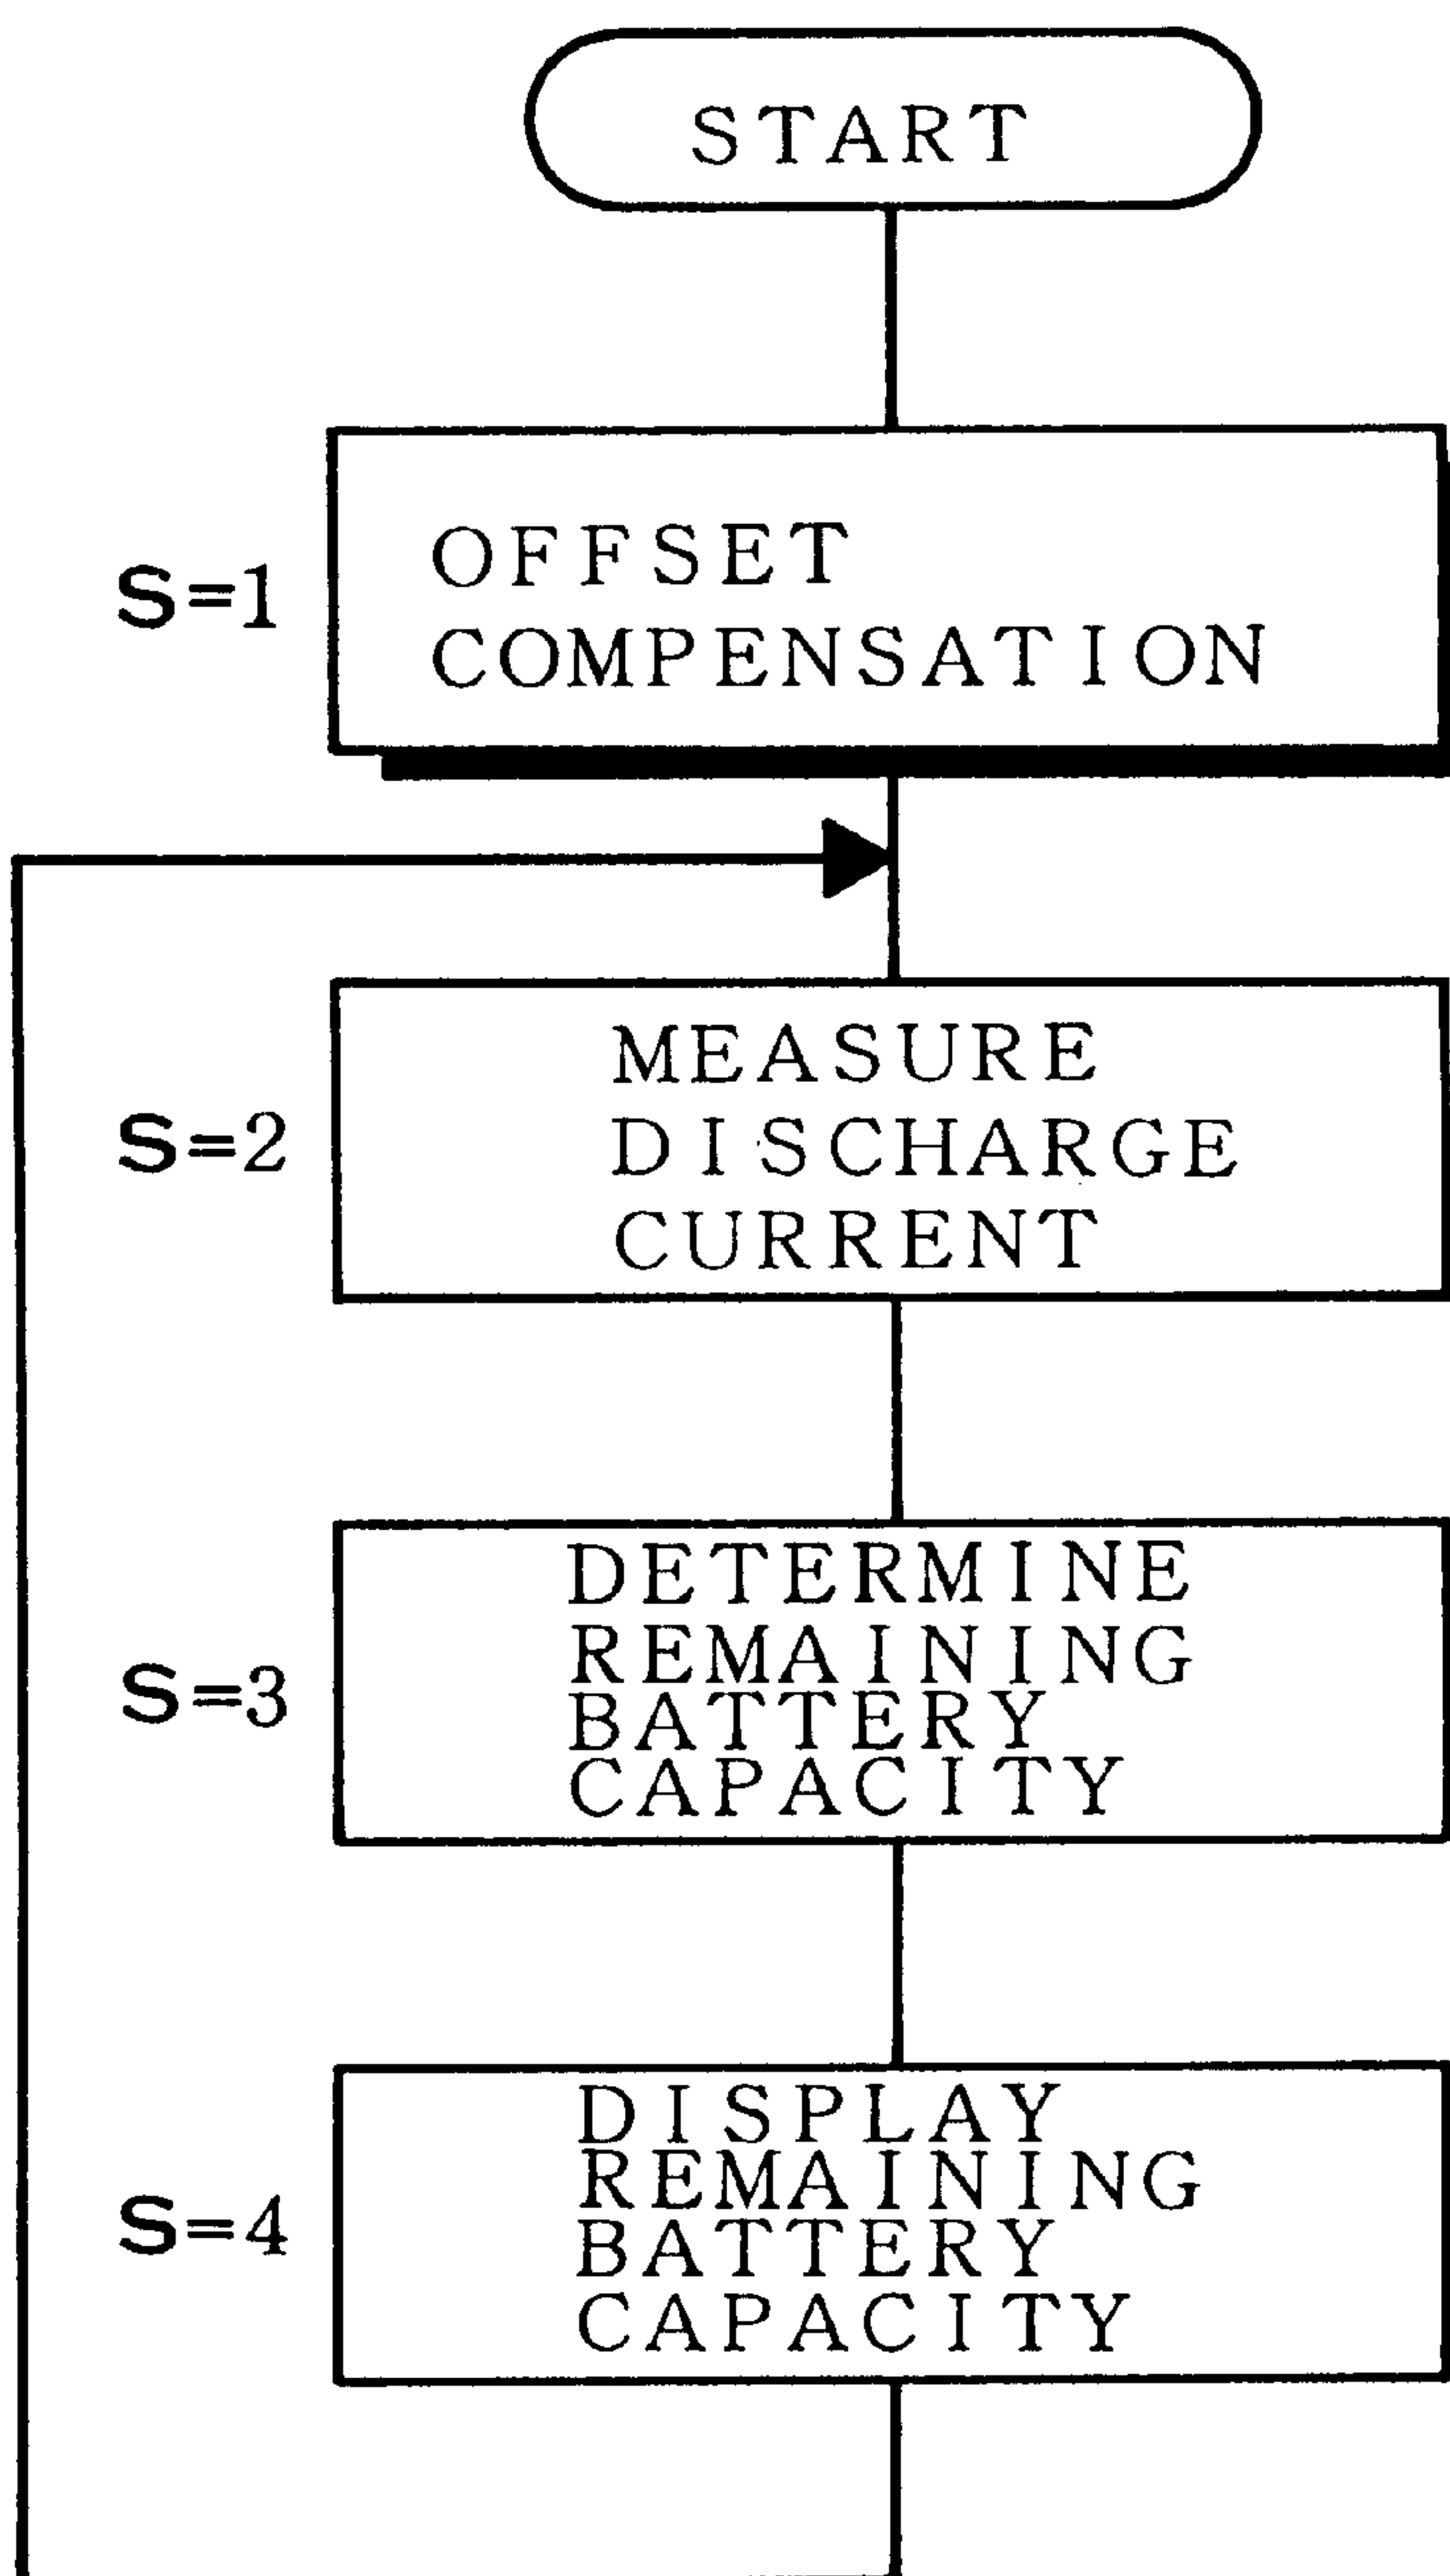 START
S=1
OFFSET
COMPENSATION
S=2
MEASURE
DISCHARGE
CURRENT
S=3
DETERMINE
REMAINING
BATTERY
CAPACITY
S=4
DISPLAY
REMAINING
BATTERY
CAPACITY